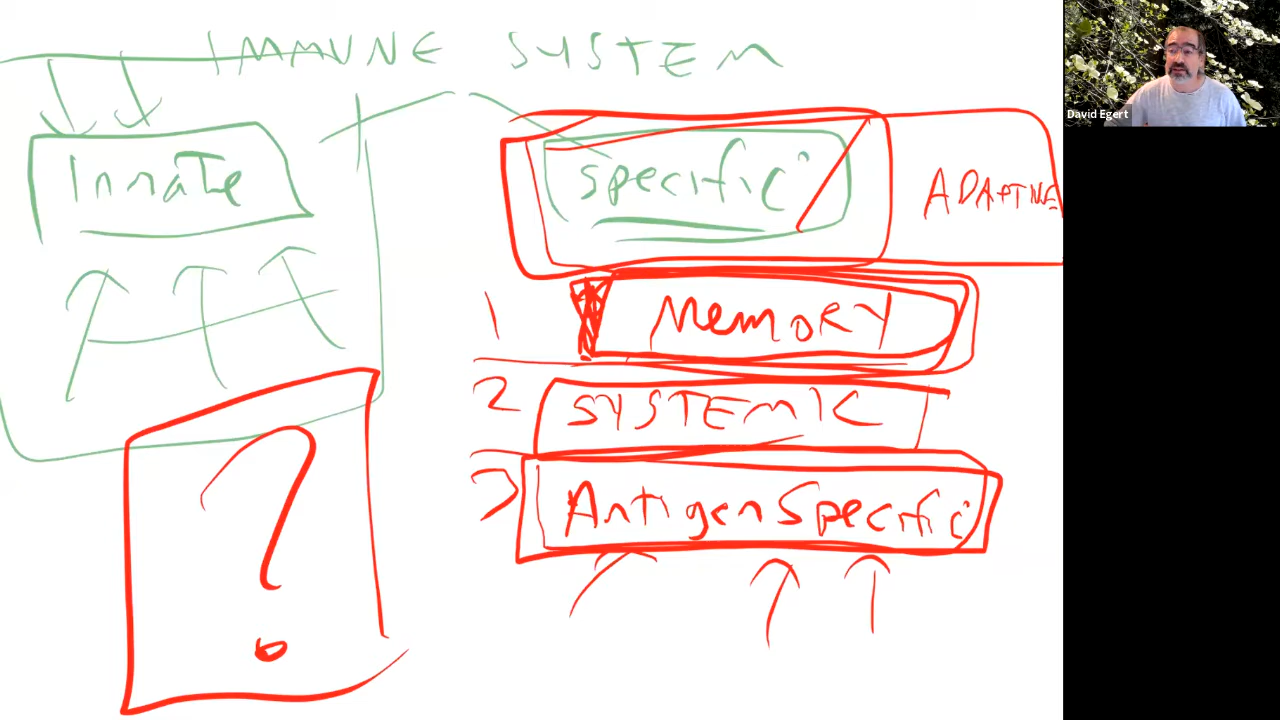 IMMUNE SYSTEM
David Egert
Innate
specific
ADAPTIVE
1
MemoRY
2
SYSTEMIC
3
Antigen Specific
?